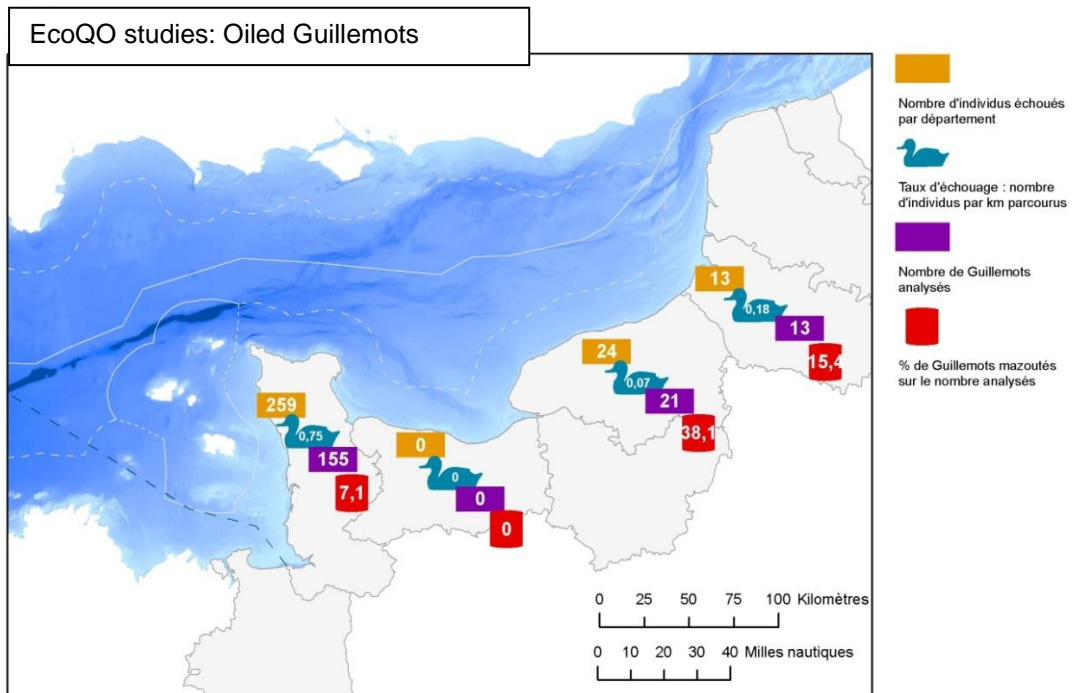 EcoQO studies: Oiled Guillemots
Nombre d'individus échoués
par département
Taux d'échouage : nombre
d'individus par km parcourus
Nombre de Guillemots
analysés
% de Guillemots mazoutés
sur le nombre analysés
13
0,18
13
15,4
24
0,07
21
38,1
259
0,75
155
7,1
0
0
0
0
0 25 50 75 100 Kilomètres
0 10 20 30 40 Milles nautiques